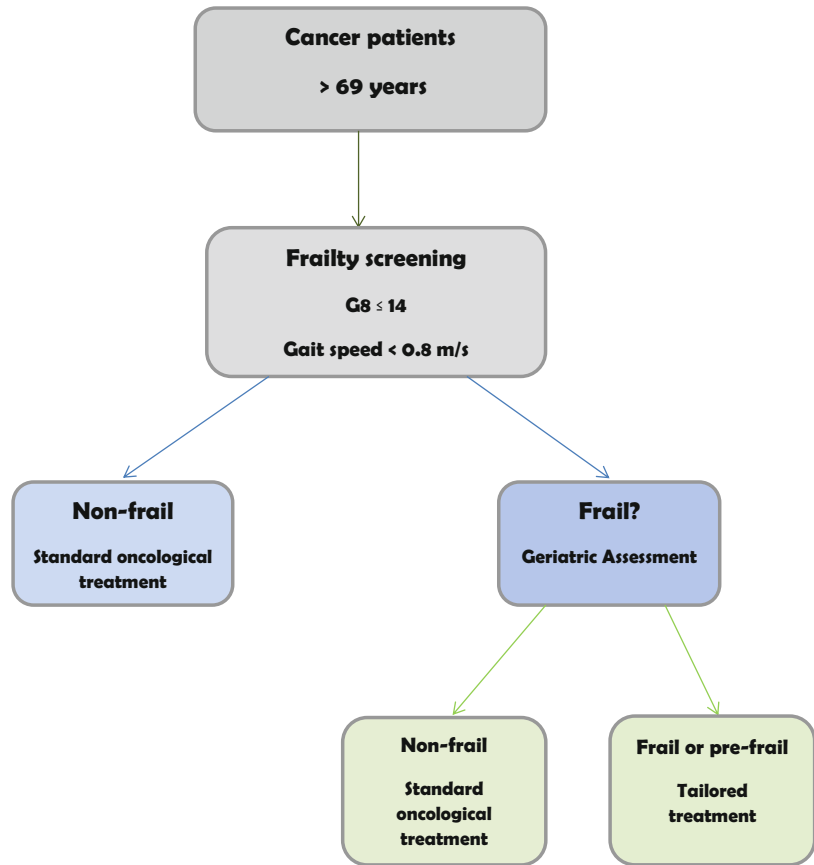 Cancer patients
> 69 years
Frailty screening
G8 ≤ 14
Gait speed < 0.8 m/s
Non-frail
Standard oncological
treatment
Frail?
Geriatric Assessment
Non-frail
Standard
oncological
treatment
Frail or pre-frail
Tailored
treatment